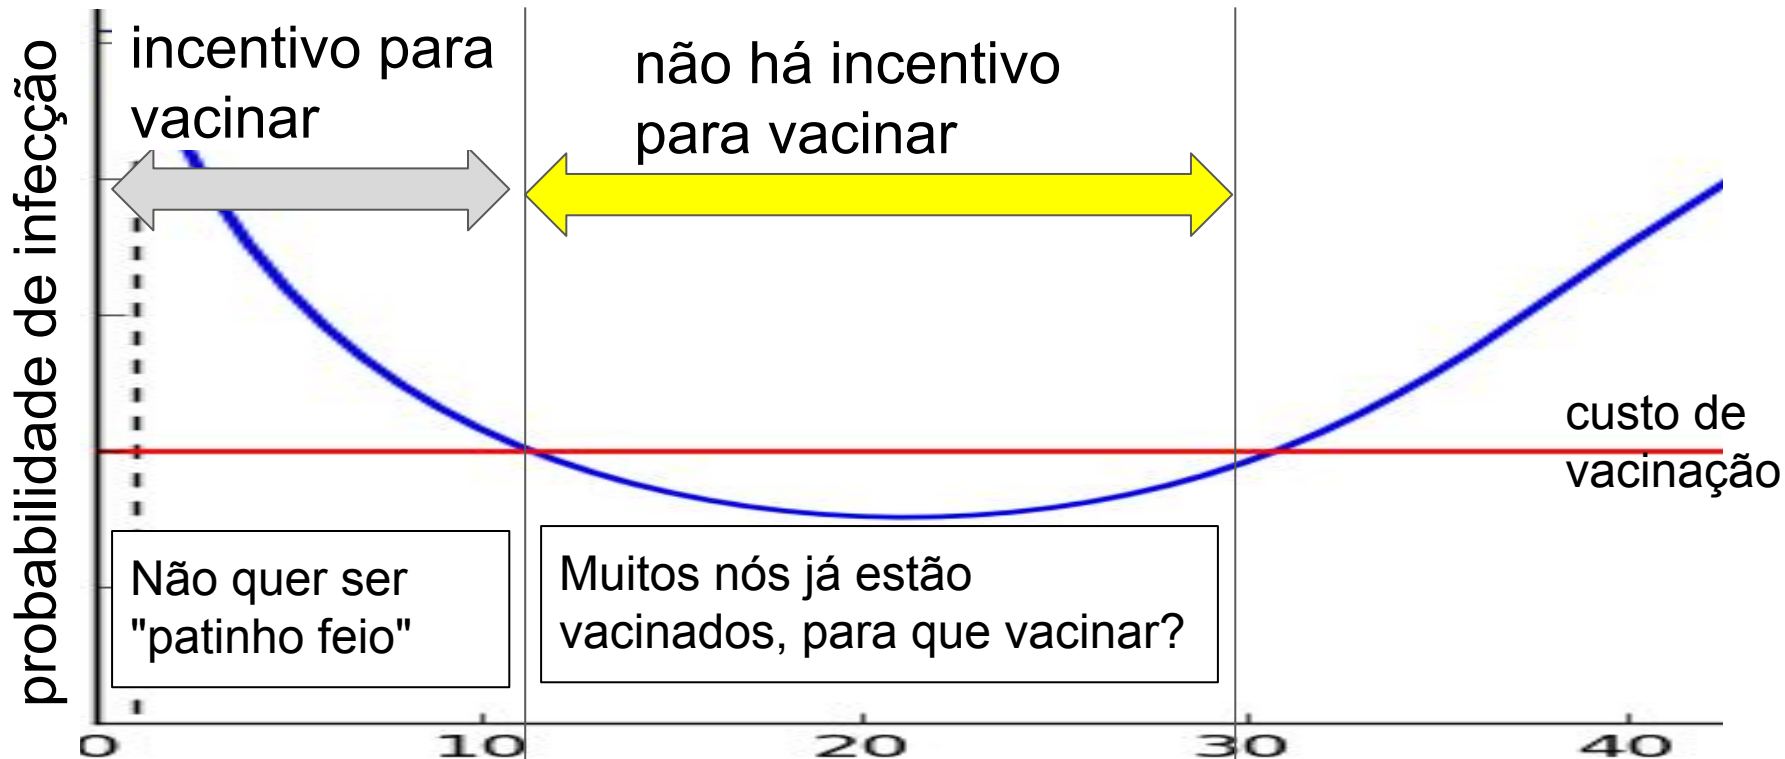 probabilidade de infecção
incentivo para
vacinar
não há incentivo
para vacinar
custo de
vacinação
Não quer ser
"patinho feio"
Muitos nós já estão
vacinados, para que vacinar?
0
10
20
30
40